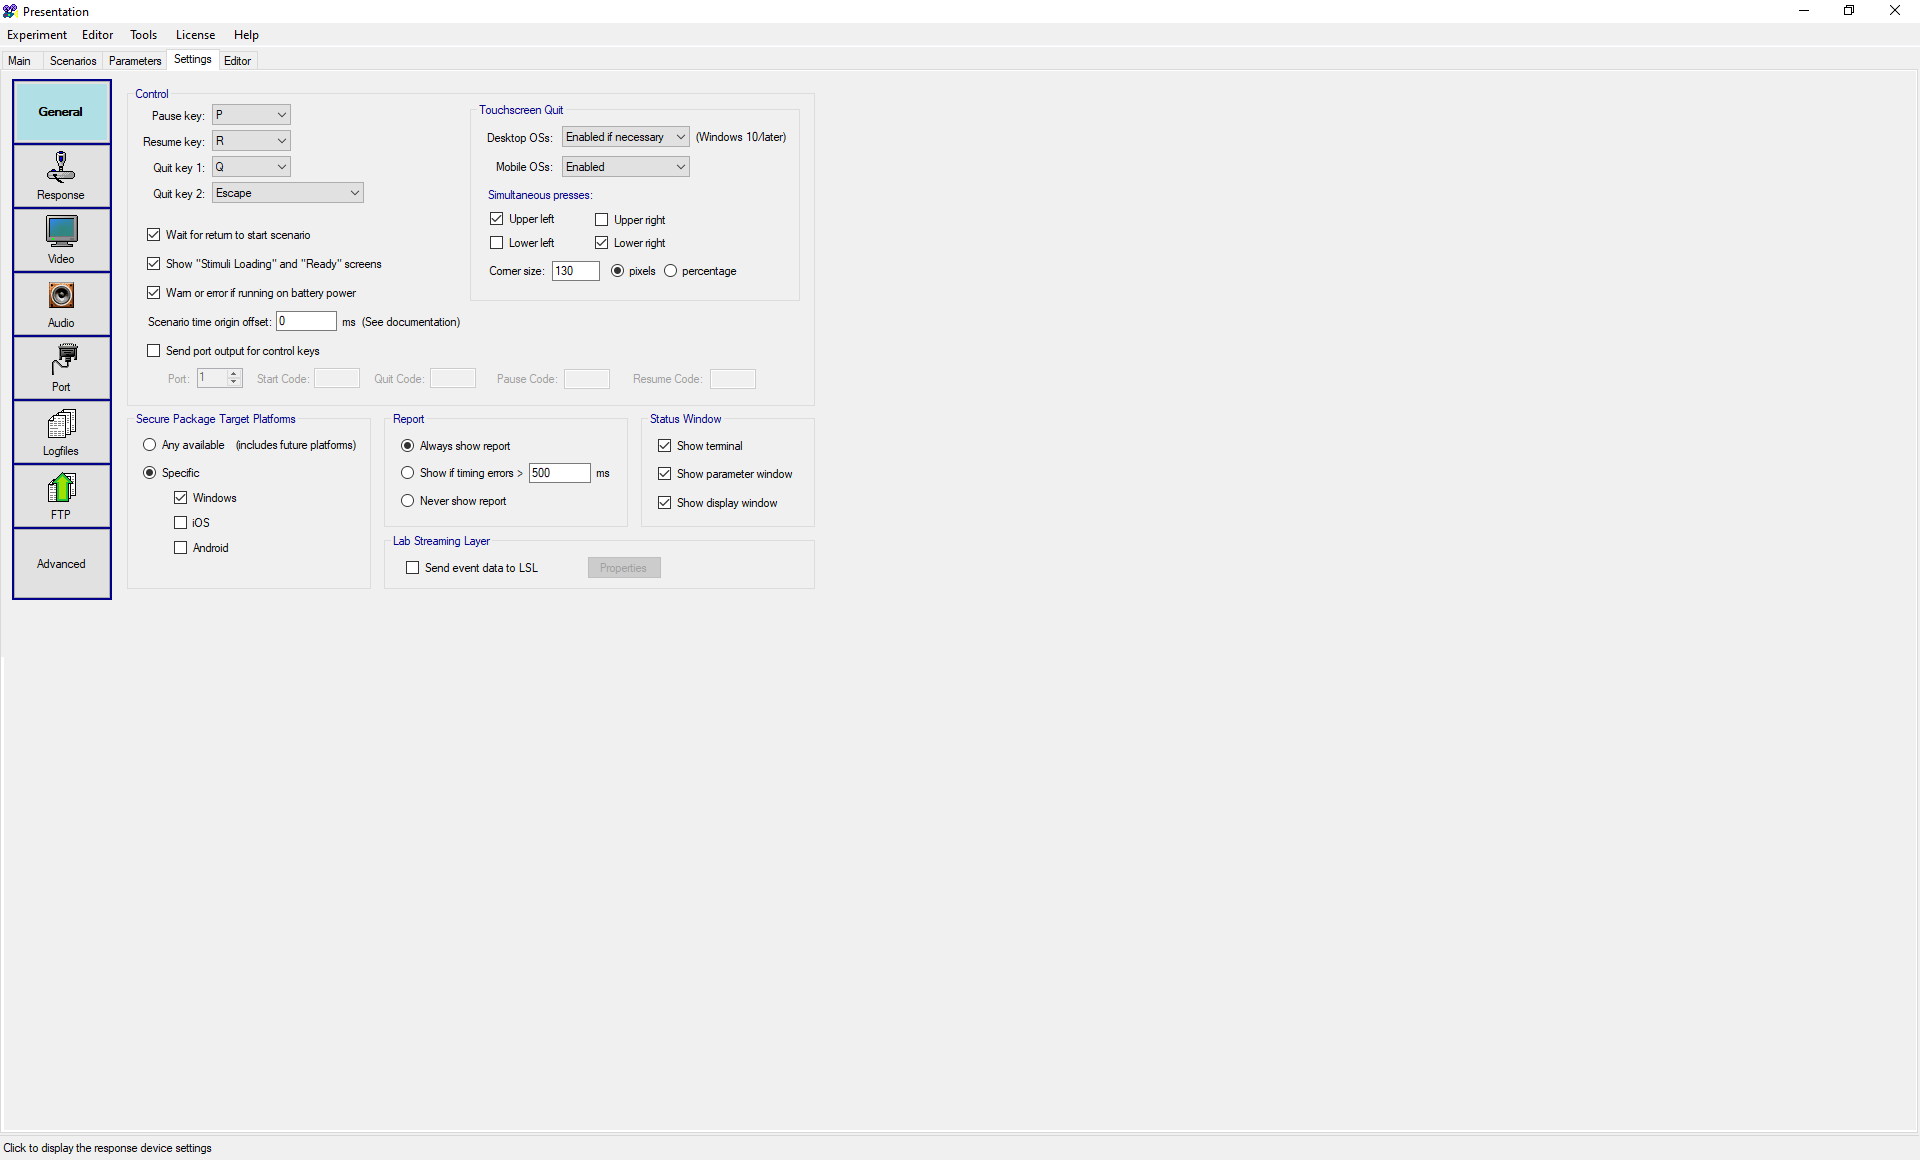 Presentation
Experiment Editor Tools License Help
Main Scenarios Parameters Settings Editor
General
Response
Video
Audio
Port
Logfiles
FTP
Advanced
Control
Pause key: P
Resume key: R
Quit key 1: Q
Quit key 2: Escape
Wait for return to start scenario
Show "Stimuli Loading" and "Ready" screens
Warn or error if running on battery power
Scenario time origin offset: 0 ms (See documentation)
Send port output for control keys
Port: 1 Start Code: Quit Code: Pause Code: Resume Code:
Touchscreen Quit
Desktop OSs: Enabled if necessary (Windows 10/later)
Mobile OSs: Enabled
Simultaneous presses:
Upper left Upper right
Lower left Lower right
Corner size: 130 pixels percentage
Secure Package Target Platforms
Any available (includes future platforms)
Specific
Windows
iOS
Android
Report
Always show report
Show if timing errors > 500 ms
Never show report
Status Window
Show terminal
Show parameter window
Show display window
Lab Streaming Layer
Send event data to LSL Properties
Click to display the response device settings